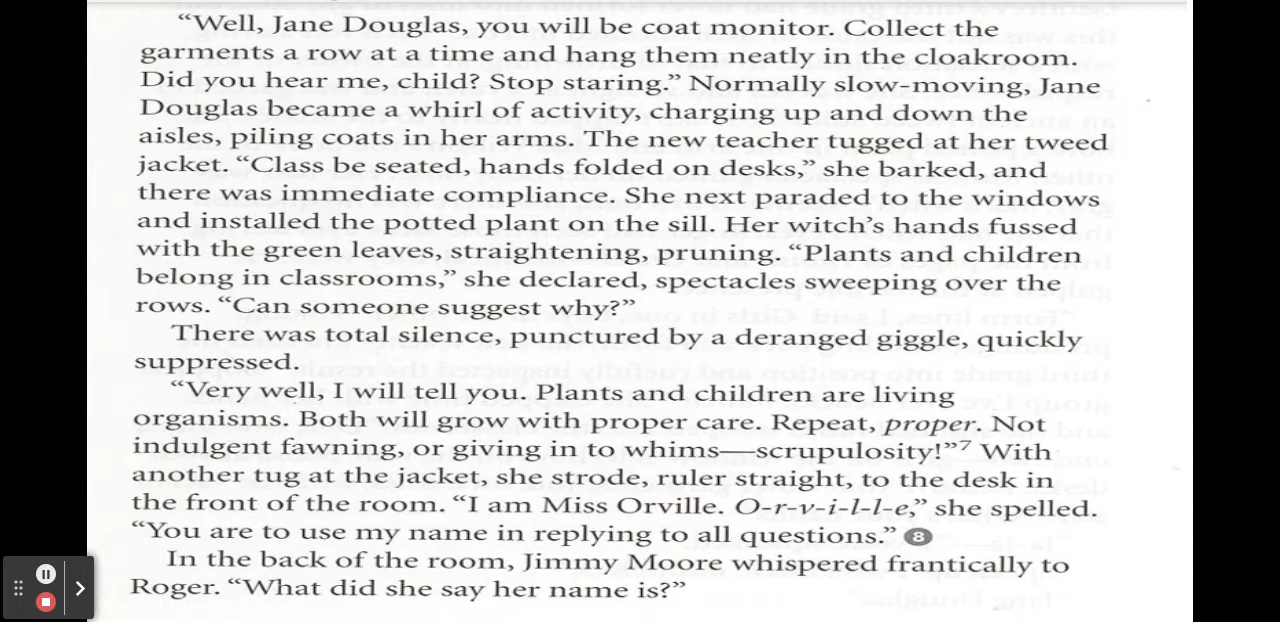 “Well, Jane Douglas, you will be coat monitor. Collect the
garments a row at a time and hang them neatly in the cloakroom.
Did you hear me, child? Stop staring.” Normally slow-moving, Jane
Douglas became a whirl of activity, charging up and down the
aisles, piling coats in her arms. The new teacher tugged at her tweed
jacket. “Class be seated, hands folded on desks,” she barked, and
there was immediate compliance. She next paraded to the windows
and installed the potted plant on the sill. Her witch’s hands fussed
with the green leaves, straightening, pruning. “Plants and children
belong in classrooms,” she declared, spectacles sweeping over the
rows. “Can someone suggest why?”
There was total silence, punctured by a deranged giggle, quickly
suppressed.
“Very well, I will tell you. Plants and children are living
organisms. Both will grow with proper care. Repeat, proper. Not
indulgent fawning, or giving in to whims—scrupulosity!”7 With
another tug at the jacket, she strode, ruler straight, to the desk in
the front of the room. “I am Miss Orville. O-r-v-i-l-l-e,” she spelled.
“You are to use my name in replying to all questions.” 8
In the back of the room, Jimmy Moore whispered frantically to
Roger. “What did she say her name is?”